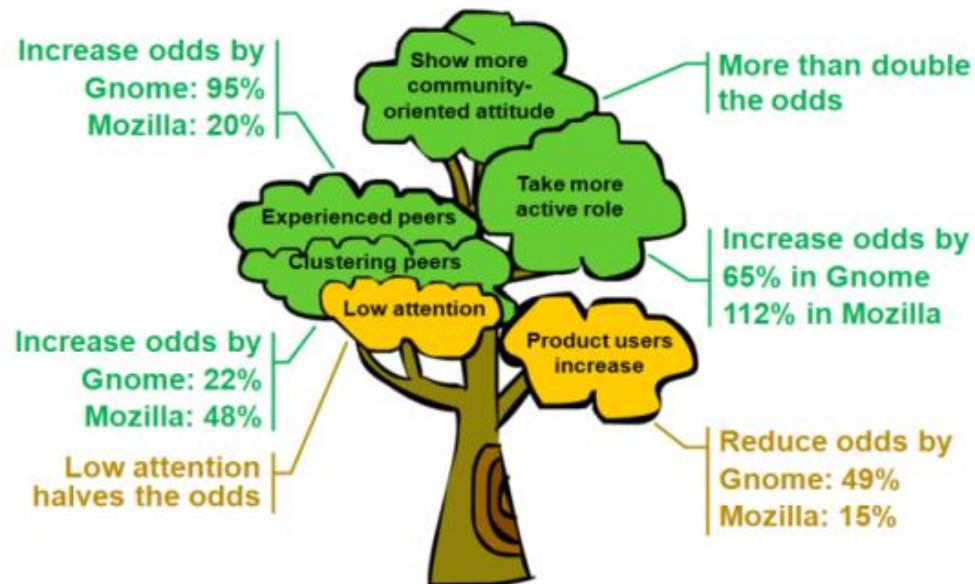 Increase odds by
Gnome: 95%
Mozilla: 20%
Show more
community-
oriented attitude
More than double
the odds
Experienced peers
Take more
active role
Clustering peers
Low attention
Increase odds by
65% in Gnome
112% in Mozilla
Increase odds by
Gnome: 22%
Mozilla: 48%
Product users
increase
Low attention
halves the odds
Reduce odds by
Gnome: 49%
Mozilla: 15%